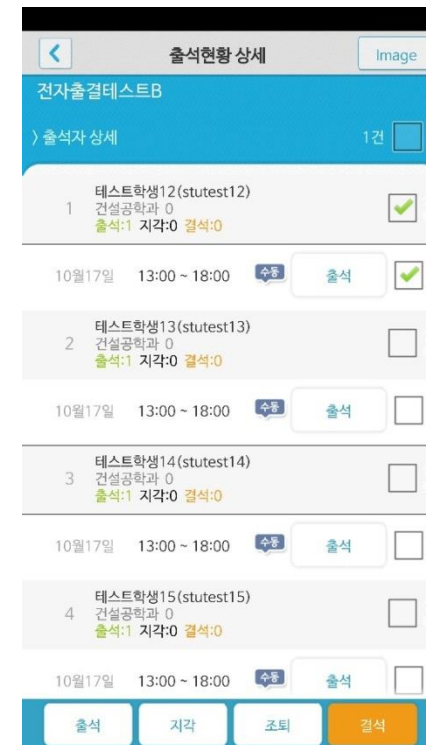 출석현황 상세 Image
전자출결테스트B
> 출석자 상세 1건
1 테스트학생12(stutest12)
건설공학과 0
출석:1 지각:0 결석:0
10월17일 13:00 ~ 18:00 수동 출석
2 테스트학생13(stutest13)
건설공학과 0
출석:1 지각:0 결석:0
10월17일 13:00 ~ 18:00 수동 출석
3 테스트학생14(stutest14)
건설공학과 0
출석:1 지각:0 결석:0
10월17일 13:00 ~ 18:00 수동 출석
4 테스트학생15(stutest15)
건설공학과 0
출석:1 지각:0 결석:0
10월17일 13:00 ~ 18:00 수동 출석
출석 지각 조퇴 결석